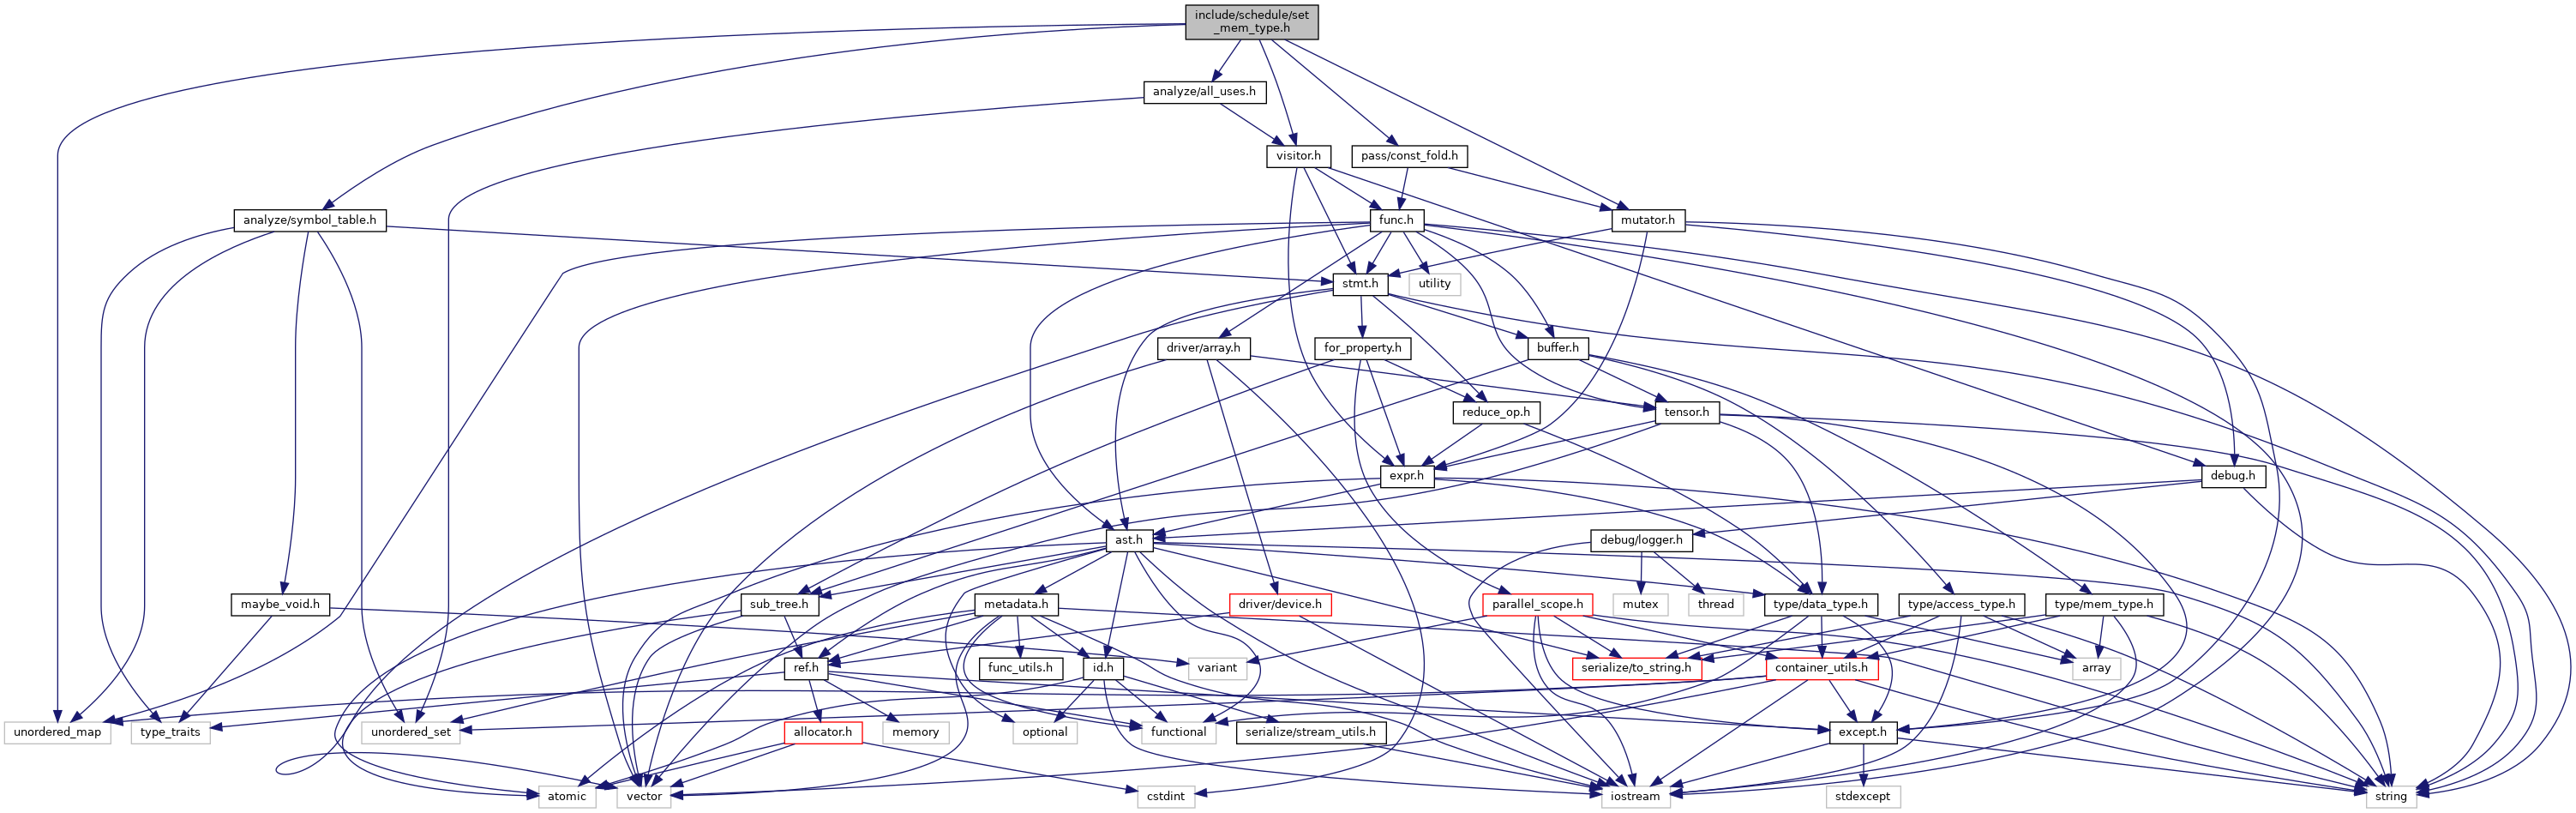 include/schedule/set
_mem_type.h
analyze/all_uses.h
visitor.h
pass/const_fold.h
analyze/symbol_table.h
func.h
mutator.h
stmt.h
utility
driver/array.h
for_property.h
buffer.h
reduce_op.h
tensor.h
expr.h
debug.h
ast.h
debug/logger.h
maybe_void.h
sub_tree.h
metadata.h
driver/device.h
parallel_scope.h
mutex
thread
type/data_type.h
type/access_type.h
type/mem_type.h
ref.h
func_utils.h
id.h
variant
serialize/to_string.h
container_utils.h
array
unordered_map
type_traits
unordered_set
allocator.h
memory
optional
functional
serialize/stream_utils.h
except.h
atomic
vector
cstdint
iostream
stdexcept
string